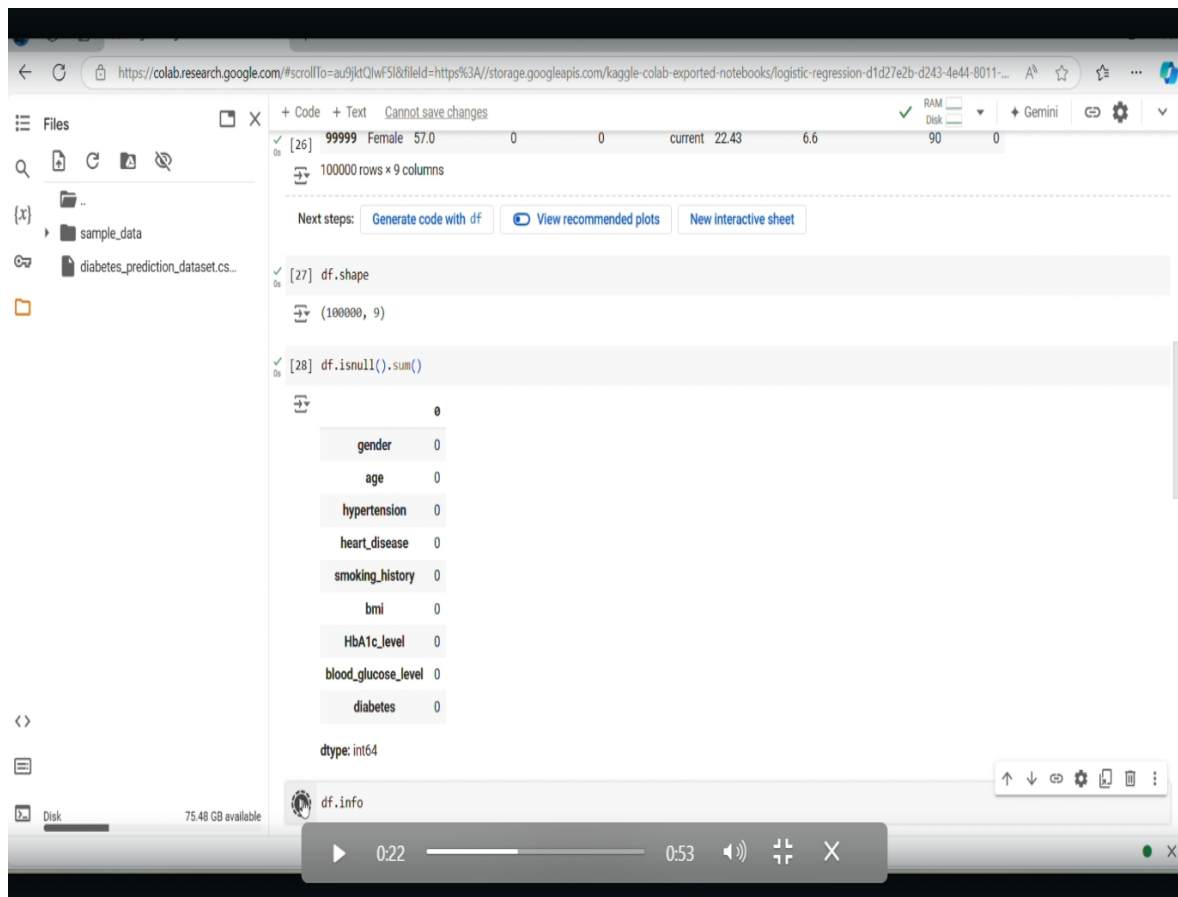 https://colab.research.google.com/#scrollTo=au9jktQIwF5l&fileId=https%3A//storage.googleapis.com/kaggle-colab-exported-notebooks/logistic-regression-d1d27e2b-d243-4e44-8011-...
Files
+ Code + Text Cannot save changes
RAM
Disk
Gemini
[26] 99999 Female 57.0 0 0 current 22.43 6.6 90 0
0s
100000 rows × 9 columns
..
sample_data
diabetes_prediction_dataset.cs...
{x}
Next steps: Generate code with df View recommended plots New interactive sheet
[27] df.shape
0s
(100000, 9)
[28] df.isnull().sum()
0s
0
gender 0
age 0
hypertension 0
heart_disease 0
smoking_history 0
bmi 0
HbA1c_level 0
blood_glucose_level 0
diabetes 0
dtype: int64
df.info
Disk 75.48 GB available
0:22 0:53